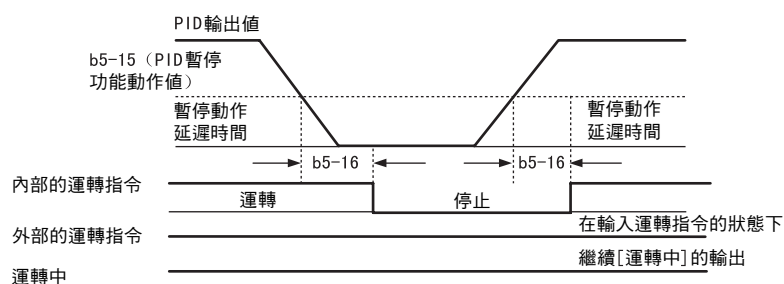 PID輸出值
b5-15（PID暫停
功能動作值）
暫停動作
延遲時間
暫停動作
延遲時間
b5-16
b5-16
內部的運轉指令
運轉
停止
外部的運轉指令
在輸入運轉指令的狀態下
運轉中
繼續[運轉中]的輸出